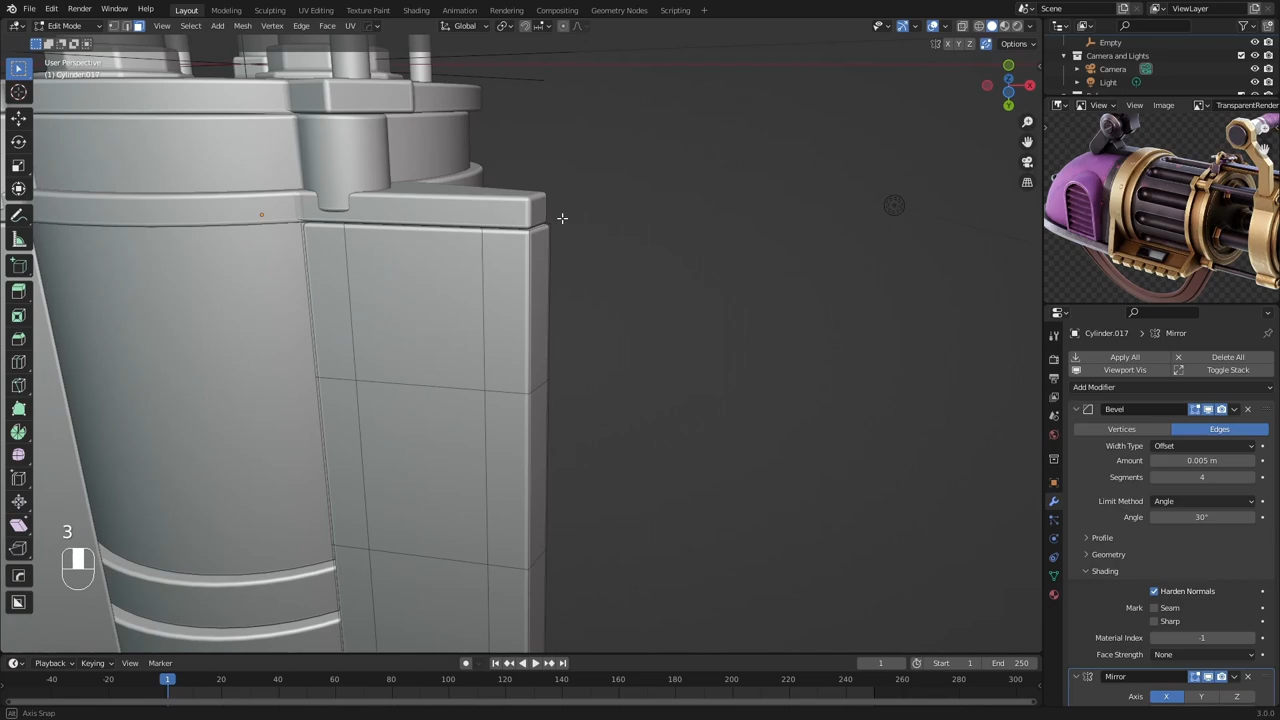 File Edit Render Window Help Layout Modeling Sculpting UV Editing Texture Paint Shading Animation Rendering Compositing Geometry Nodes Scripting + Scene ViewLayer
Edit Mode View Select Add Mesh Vertex Edge Face UV Global
X Y Z Options
User Perspective
(1) Cylinder.017
Empty
Camera and Lights
Camera
Light
View View Image TransparentRender
Cylinder.017 > Mirror
Apply All Delete All
Viewport Vis Toggle Stack
Add Modifier
Bevel
Vertices Edges
Width Type Offset
Amount 0.005 m
Segments 4
Limit Method Angle
Angle 30°
Profile
Geometry
Shading
Harden Normals
Mark Seam
Sharp
Material Index -1
Face Strength None
Mirror
Axis X Y Z
3
Playback Keying View Marker 1 Start 1 End 250
-40 -20 1 20 40 60 80 100 120 140 160 180 200 220 240 260 280 300
Axis Snap 3.0.0